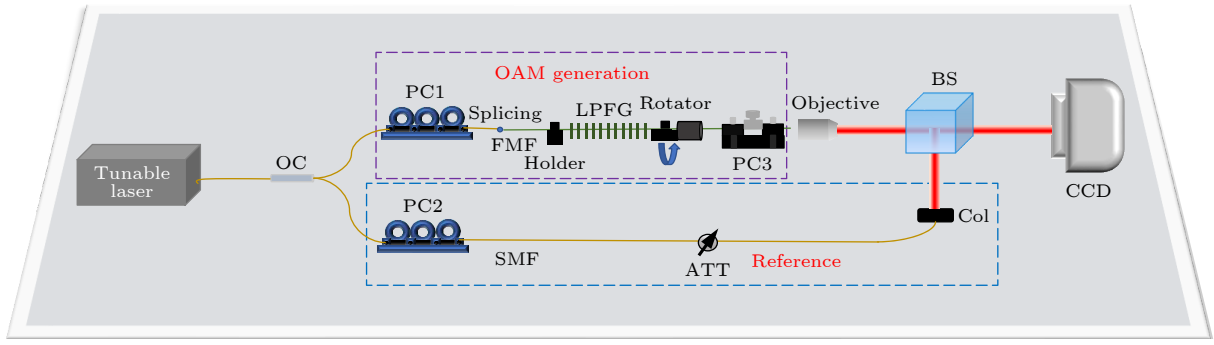 OAM generation
PC1
Splicing
LPFG
Rotator
Objective
BS
FMF
Holder
PC3
OC
Tunable
laser
CCD
PC2
Col
SMF
ATT
Reference